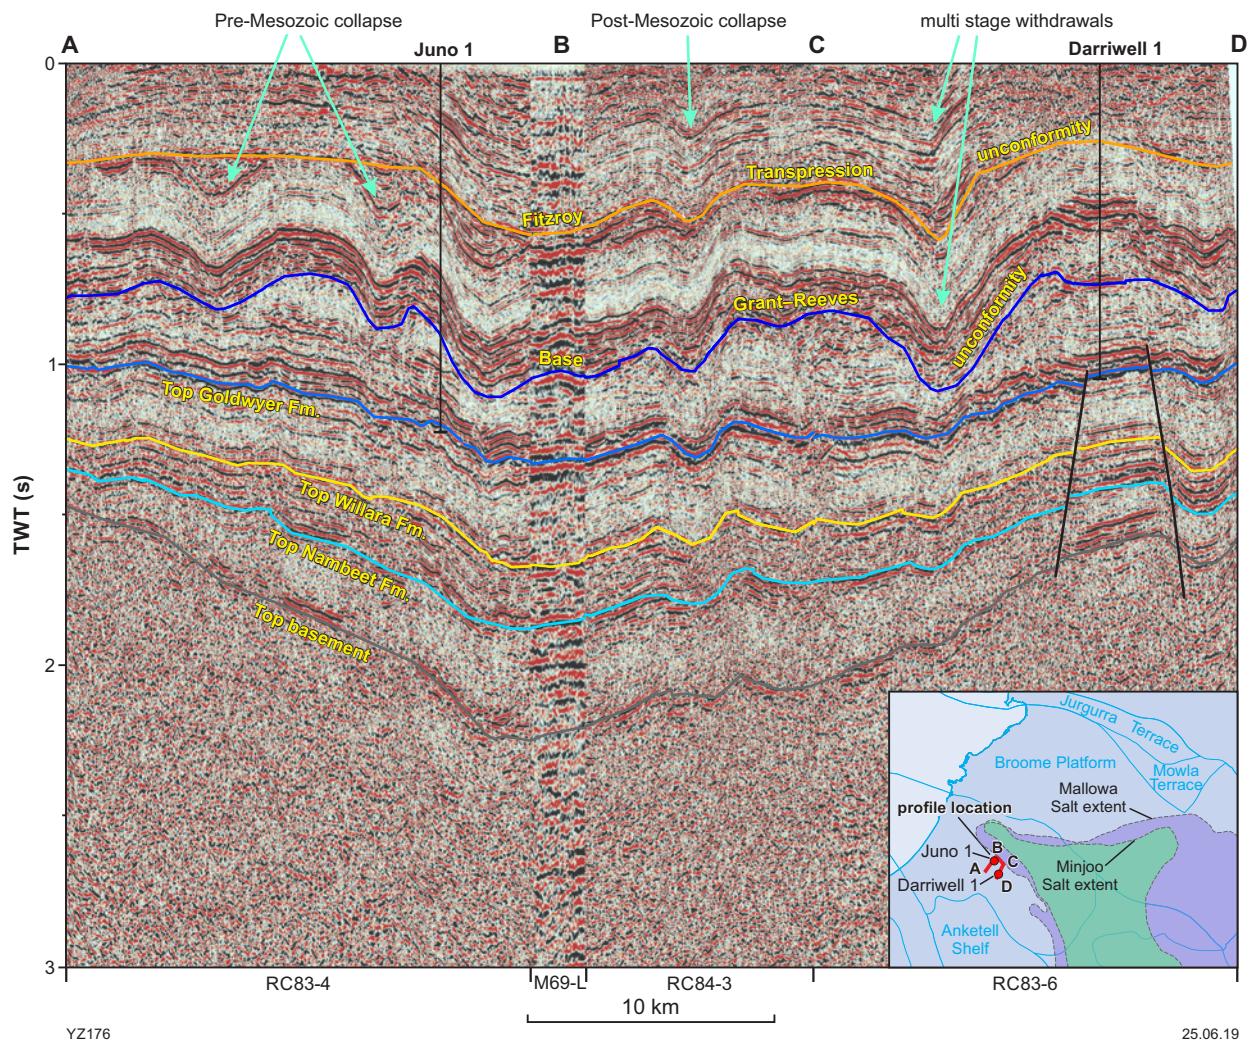 Pre-Mesozoic collapse
Post-Mesozoic collapse
multi stage withdrawals
A
Juno 1
B
C
Darriwell 1
D
0
1
2
3
TWT (s)
Fitzroy
Transpression
unconformity
Base
Grant–Reeves
unconformity
Top Goldwyer Fm.
Top Willara Fm.
Top Nambeet Fm.
Top basement
Jurgurra Terrace
Broome Platform
Mowla
Terrace
Mallowa
Salt extent
profile location
Juno 1
B
A
C
Darriwell 1
D
Minjoo
Salt extent
Anketell
Shelf
RC83-4
M69-L
RC84-3
RC83-6
10 km
YZ176
25.06.19